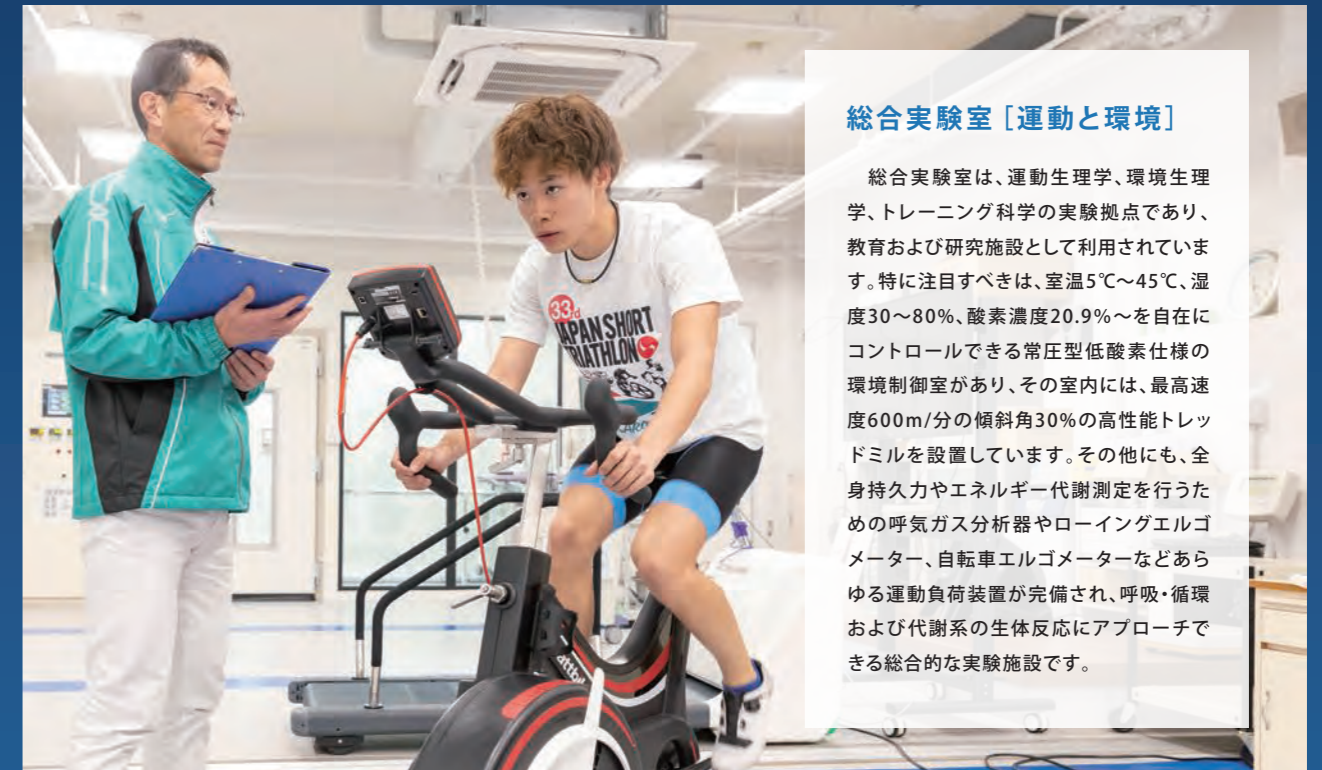 総合実験室［運動と環境］
　総合実験室は、運動生理学、環境生理
学、トレーニング科学の実験拠点であり、
教育および研究施設として利用されていま
す。特に注目すべきは、室温5℃〜45℃、湿
度30〜80%、酸素濃度20.9%〜を自在に
コントロールできる常圧型低酸素仕様の
環境制御室があり、その室内には、最高速
度600m/分の傾斜角30%の高性能トレッ
ドミルを設置しています。その他にも、全
身持久力やエネルギー代謝測定を行うた
めの呼気ガス分析器やローイングエルゴ
メーター、自転車エルゴメーターなどあら
ゆる運動負荷装置が完備され、呼吸・循環
および代謝系の生体反応にアプローチで
きる総合的な実験施設です。
33rd
JAPAN SHORT
TRIATHLON